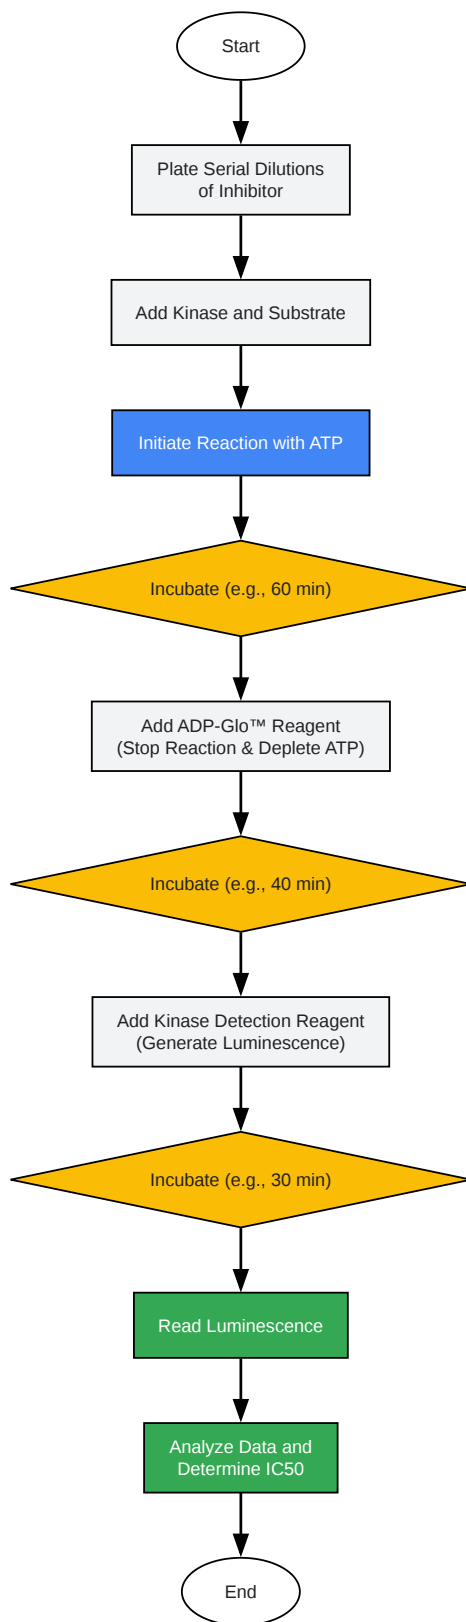 Start
Plate Serial Dilutions
of Inhibitor
Add Kinase and Substrate
Initiate Reaction with ATP
Incubate (e.g., 60 min)
Add ADP-Glo™ Reagent
(Stop Reaction & Deplete ATP)
Incubate (e.g., 40 min)
Add Kinase Detection Reagent
(Generate Luminescence)
Incubate (e.g., 30 min)
Read Luminescence
Analyze Data and
Determine IC50
End